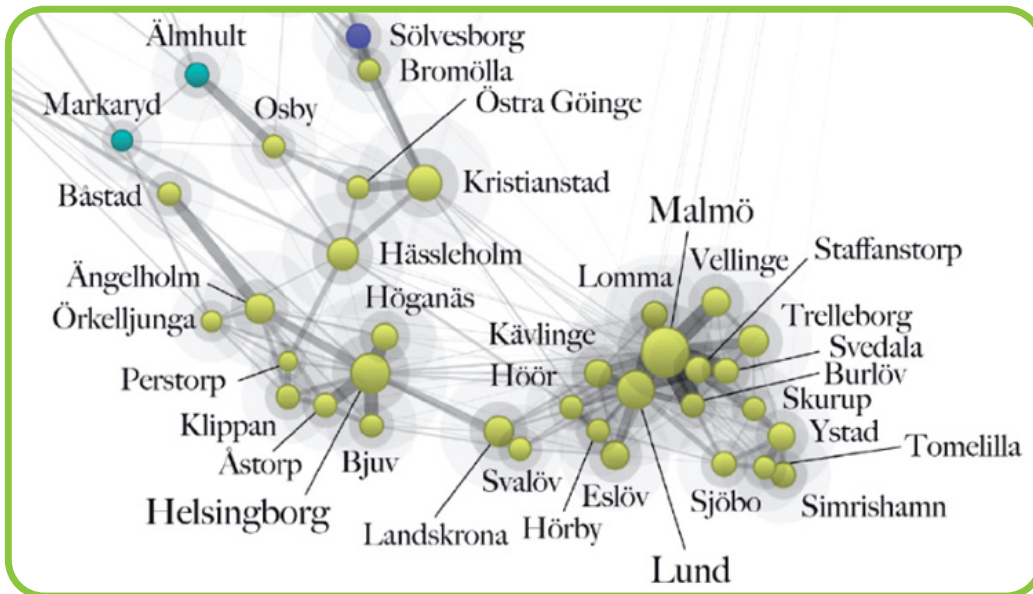 Älmhult
Sölvesborg
Bromölla
Markaryd
Osby
Östra Göinge
Båstad
Kristianstad
Malmö
Hässleholm
Staffanstorp
Vellinge
Lomma
Ängelholm
Höganäs
Örkelljunga
Kävlinge
Trelleborg
Svedala
Höör
Burlöv
Perstorp
Skurup
Klippan
Ystad
Åstorp
Bjuv
Tomelilla
Svalöv
Eslöv
Sjöbo
Simrishamn
Helsingborg
Landskrona
Hörby
Lund